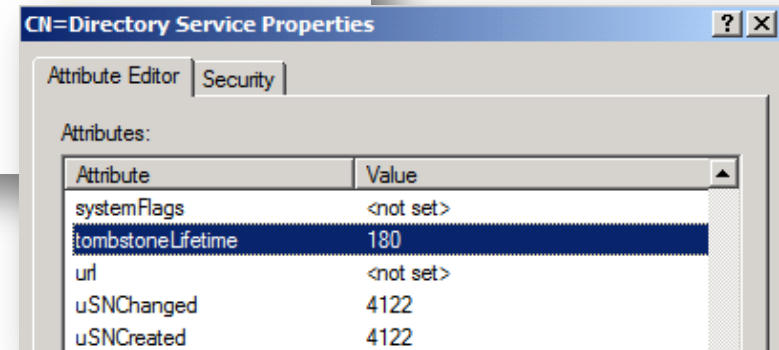 CN=Directory Service Properties ? X
Attribute Editor Security
Attributes:
Attribute Value
systemFlags <not set>
tombstoneLifetime 180
url <not set>
uSNChanged 4122
uSNCreated 4122